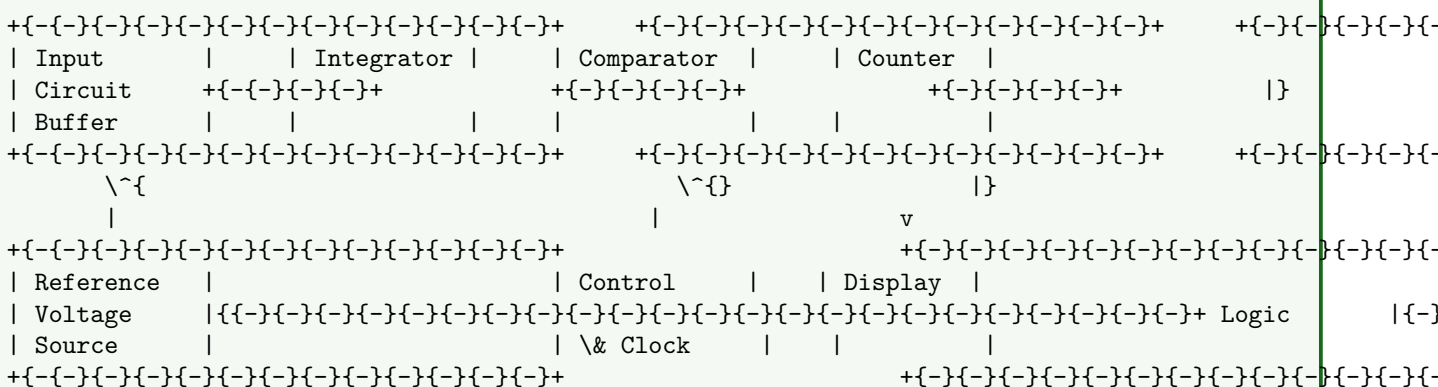 +{-{-}{-}{-}{-}{-}{-}{-}{-}{-}{-}{-}{-}+     +{-}{-}{-}{-}{-}{-}{-}{-}{-}{-}{-}{-}+     +{-}{-}{-}{-}{-
| Input       |     | Integrator |     | Comparator  |     | Counter  |
| Circuit     +{-{-}{-}{-}+            +{-}{-}{-}{-}+             +{-}{-}{-}{-}+          |}
| Buffer      |     |            |     |             |     |          |
+{-{-}{-}{-}{-}{-}{-}{-}{-}{-}{-}{-}{-}+     +{-}{-}{-}{-}{-}{-}{-}{-}{-}{-}{-}{-}+     +{-}{-}{-}{-}{-
\^{                                      \^{}                 |}
|                                      |                 v
+{-{-}{-}{-}{-}{-}{-}{-}{-}{-}{-}{-}{-}+                        +{-}{-}{-}{-}{-}{-}{-}{-}{-}{-}{-}{-}{-
| Reference   |                        | Control     |    | Display  |
| Voltage     |{{-}{-}{-}{-}{-}{-}{-}{-}{-}{-}{-}{-}{-}{-}{-}{-}{-}{-}{-}{-}{-}{-}{-}+ Logic       |{-}
| Source      |                        | \& Clock     |    |          |
+{-{-}{-}{-}{-}{-}{-}{-}{-}{-}{-}{-}{-}+                        +{-}{-}{-}{-}{-}{-}{-}{-}{-}{-}{-}{-}{-